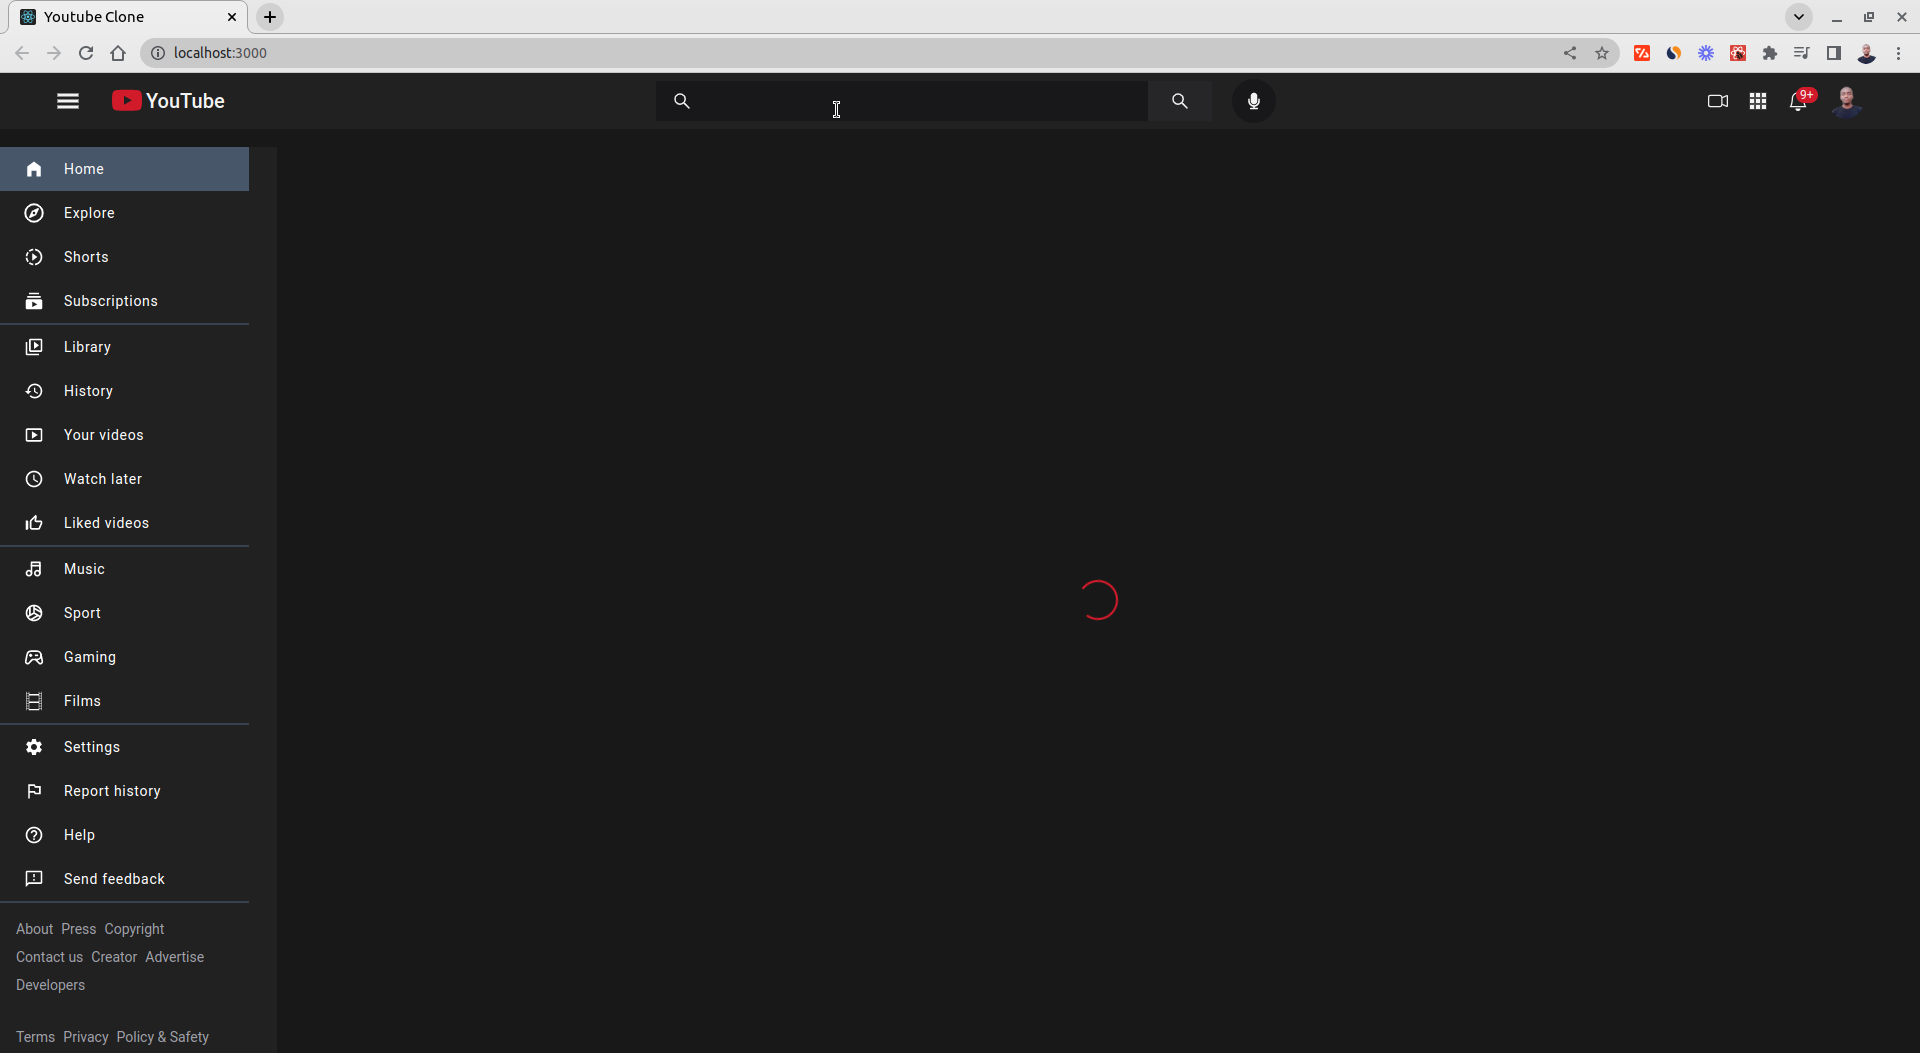 Youtube Clone
localhost:3000
YouTube
9+
Home
Explore
Shorts
Subscriptions
Library
History
Your videos
Watch later
Liked videos
Music
Sport
Gaming
Films
Settings
Report history
Help
Send feedback
About Press Copyright
Contact us Creator Advertise
Developers
Terms Privacy Policy & Safety